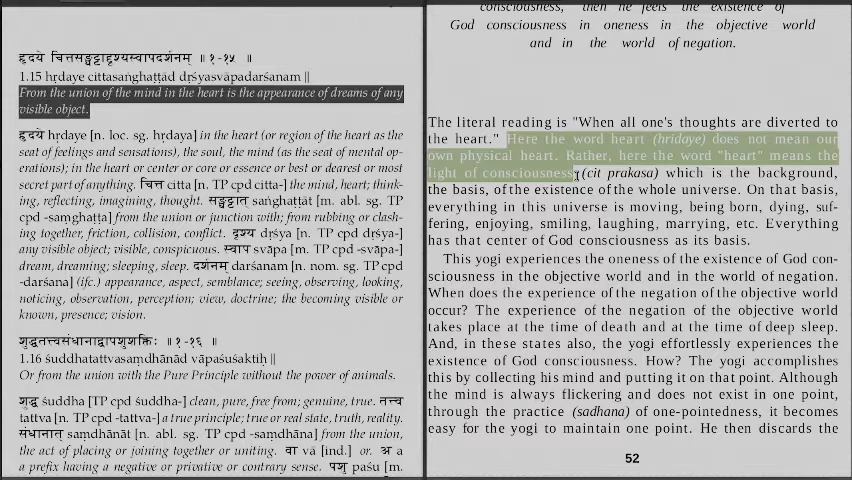 हृदये चित्तसङ्घट्टाद्दृश्यस्वापदर्शनम् ॥ १-१५ ॥
1.15 hṛdaye cittasaṅghaṭṭād dṛśyasvāpadarśanam ||
From the union of the mind in the heart is the appearance of dreams of any
visible object.
हृदये hṛdaye [n. loc. sg. hṛdaya] in the heart (or region of the heart as the
seat of feelings and sensations), the soul, the mind (as the seat of mental op-
erations); in the heart or center or core or essence or best or dearest or most
secret part of anything. चित्त citta [n. TP cpd citta-] the mind, heart; think-
ing, reflecting, imagining, thought. सङ्घट्टात् saṅghaṭṭāt [m. abl. sg. TP
cpd -saṃghaṭṭa] from the union or junction with; from rubbing or clash-
ing together, friction, collision, conflict. दृश्य dṛśya [n. TP cpd dṛśya-]
any visible object; visible, conspicuous. स्वाप svāpa [m. TP cpd -svāpa-]
dream, dreaming; sleeping, sleep. दर्शनम् darśanam [n. nom. sg. TP cpd
-darśana] (ifc.) appearance, aspect, semblance; seeing, observing, looking,
noticing, observation, perception; view, doctrine; the becoming visible or
known, presence; vision.
शुद्धतत्त्वसंधानाद्वापशुशक्तिः ॥ १-१६ ॥
1.16 śuddhatattvasaṃdhānād vāpaśuśaktiḥ ||
Or from the union with the Pure Principle without the power of animals.
शुद्ध śuddha [TP cpd śuddha-] clean, pure, free from; genuine, true. तत्त्व
tattva [n. TP cpd -tattva-] a true principle; true or real state, truth, reality.
संधानात् saṃdhānāt [n. abl. sg. TP cpd -saṃdhāna] from the union,
the act of placing or joining together or uniting. वा vā [ind.] or. अ a
a prefix having a negative or privative or contrary sense. पशु paśu [m.
consciousness, then he feels the existence of
God consciousness in oneness in the objective world
and in the world of negation.
The literal reading is "When all one's thoughts are diverted to
the heart." Here the word heart (hridaye) does not mean our
own physical heart. Rather, here the word "heart" means the
light of consciousness (cit prakasa) which is the background,
the basis, of the existence of the whole universe. On that basis,
everything in this universe is moving, being born, dying, suf-
fering, enjoying, smiling, laughing, marrying, etc. Everything
has that center of God consciousness as its basis.
This yogi experiences the oneness of the existence of God con-
sciousness in the objective world and in the world of negation.
When does the experience of the negation of the objective world
occur? The experience of the negation of the objective world
takes place at the time of death and at the time of deep sleep.
And, in these states also, the yogi effortlessly experiences the
existence of God consciousness. How? The yogi accomplishes
this by collecting his mind and putting it on that point. Although
the mind is always flickering and does not exist in one point,
through the practice (sadhana) of one-pointedness, it becomes
easy for the yogi to maintain one point. He then discards the
52